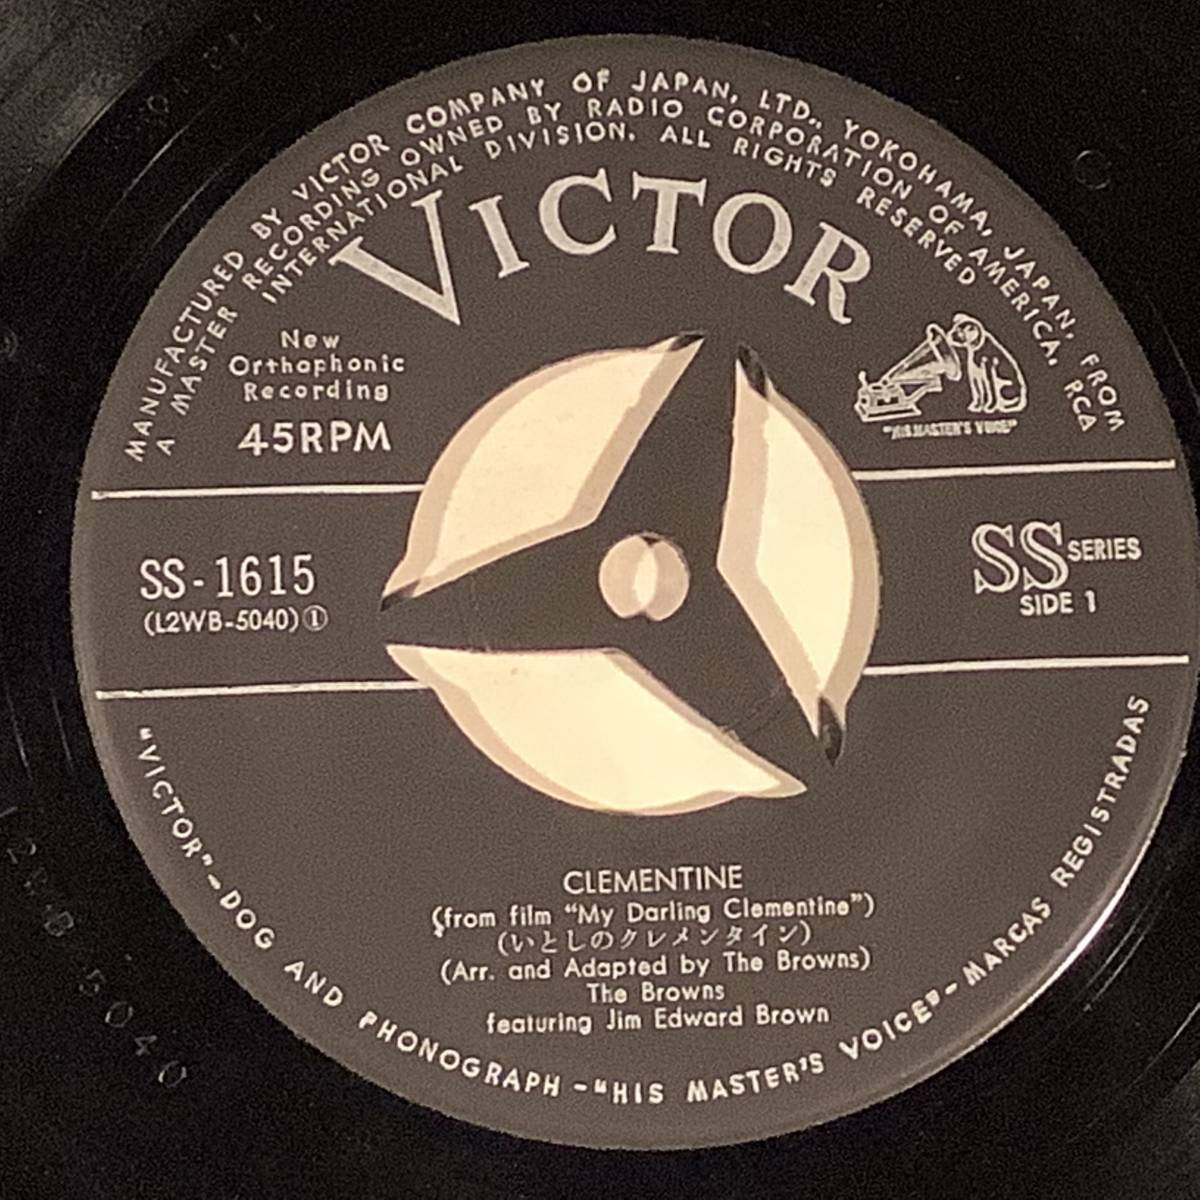 MANUFACTURED BY VICTOR COMPANY OF JAPAN, LTD., YOKOHAMA, JAPAN, FROM
A MASTER RECORDING OWNED BY RADIO CORPORATION OF AMERICA, RCA
INTERNATIONAL DIVISION. ALL RIGHTS RESERVED
VICTOR
New
Orthophonic
Recording
45RPM
"HIS MASTER'S VOICE"
SS-1615
(L2WB-5040)①
SS SERIES
SIDE 1
CLEMENTINE
(from film "My Darling Clementine")
(いとしのクレメンタイン)
(Arr. and Adapted by The Browns)
The Browns
featuring Jim Edward Brown
"VICTOR"-DOG AND PHONOGRAPH-"HIS MASTER'S VOICE"-MARCAS REGISTRADAS
5040